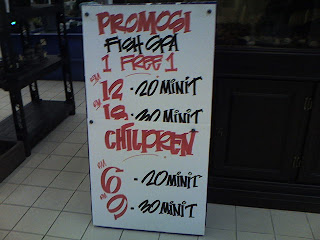 PROMOSI
FISH SPA
1 FREE 1
RM 12 · 20 MINIT
RM 18 · 30 MINIT
CHILDREN
RM 6 · 20 MINIT
9 · 30 MINIT